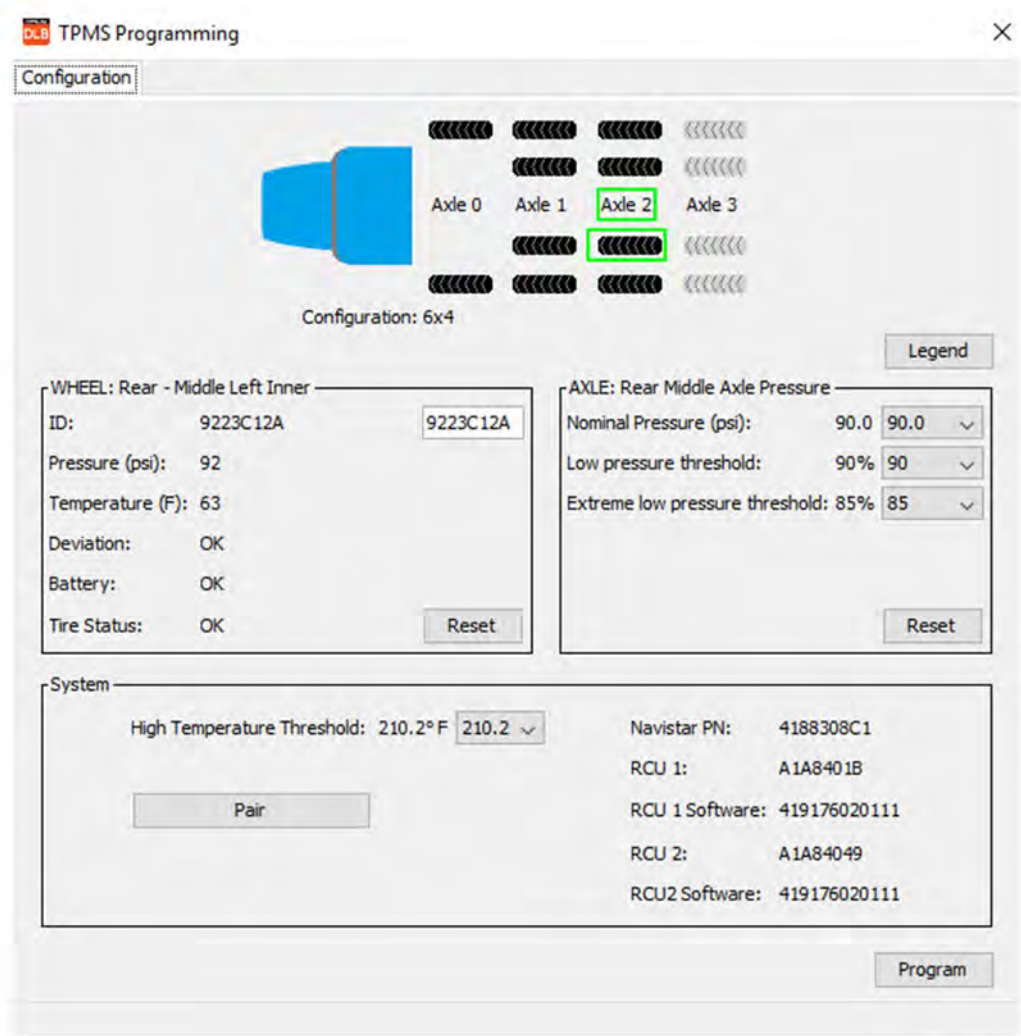 DLB TPMS Programming
Configuration
Axle 0 Axle 1 Axle 2 Axle 3
Configuration: 6x4
Legend
WHEEL: Rear - Middle Left Inner
ID: 9223C12A 9223C12A
Pressure (psi): 92
Temperature (F): 63
Deviation: OK
Battery: OK
Tire Status: OK
Reset
AXLE: Rear Middle Axle Pressure
Nominal Pressure (psi): 90.0 90.0
Low pressure threshold: 90% 90
Extreme low pressure threshold: 85% 85
Reset
System
High Temperature Threshold: 210.2° F 210.2
Pair
Navistar PN: 4188308C1
RCU 1: A1A8401B
RCU 1 Software: 419176020111
RCU 2: A1A84049
RCU2 Software: 419176020111
Program